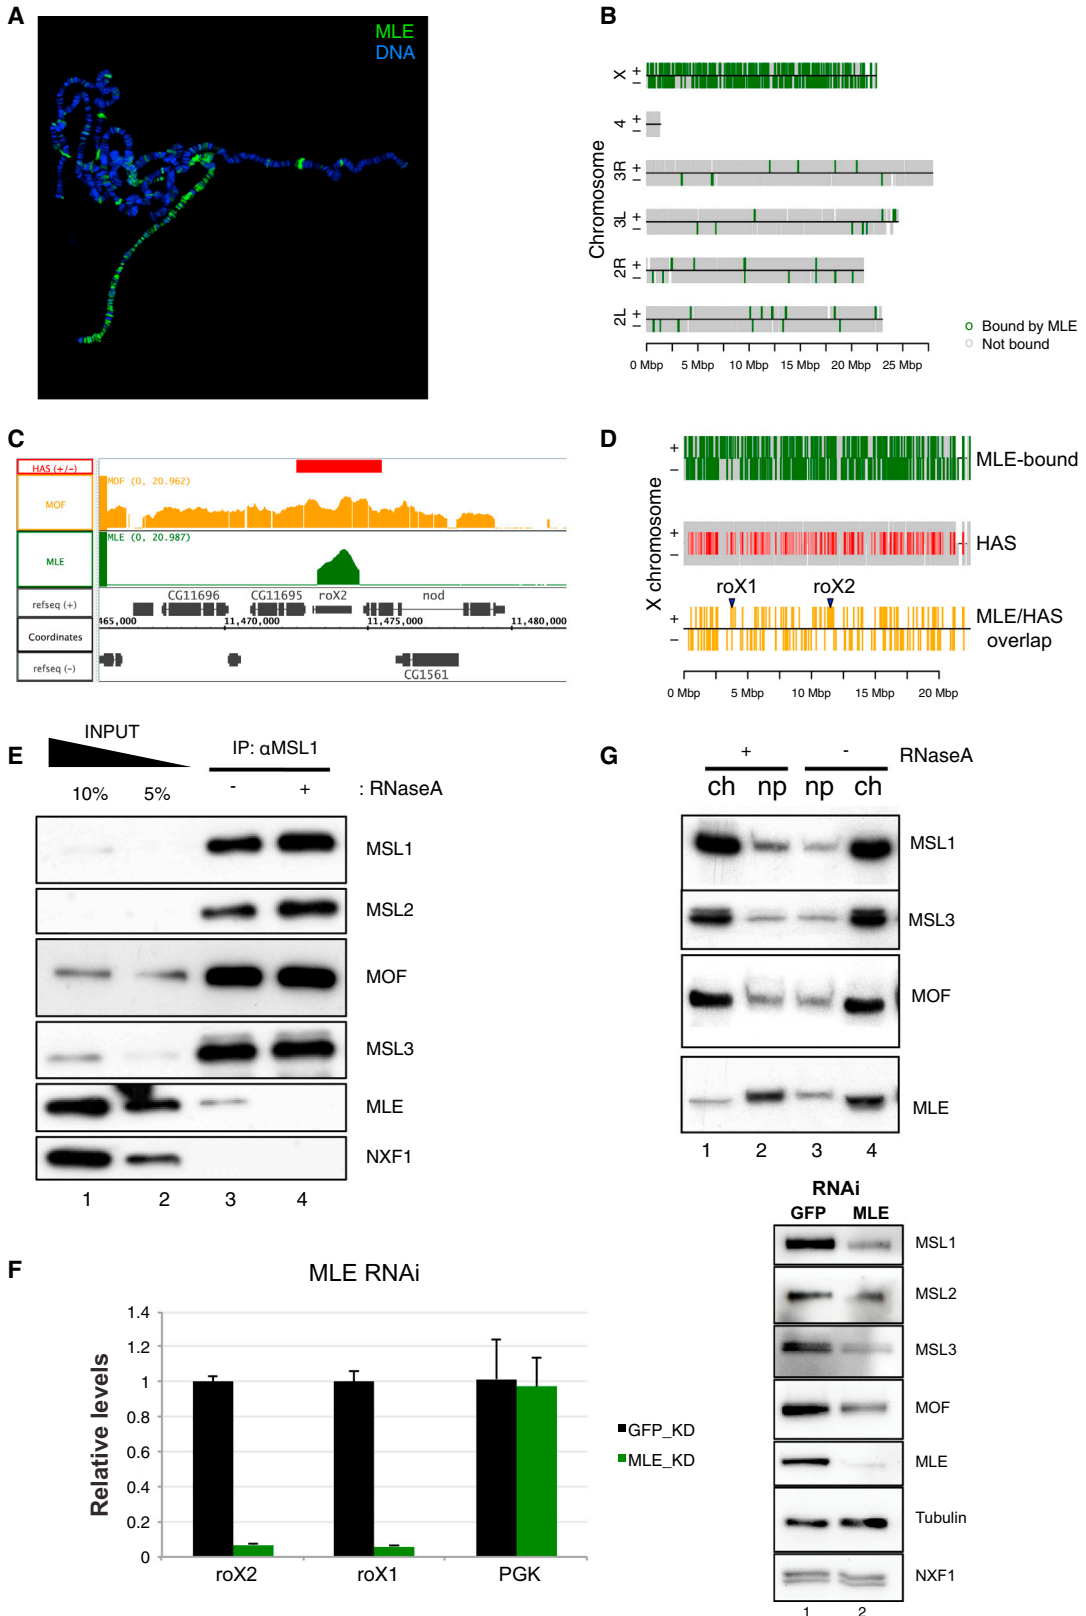 A
MLE
DNA
B
Chromosome
X
+
−
4
+
−
3R
+
−
3L
+
−
2R
+
−
2L
+
−
0 Mbp 5 Mbp 10 Mbp 15 Mbp 20 Mbp 25 Mbp
Bound by MLE
Not bound
C
HAS (+/−)
MOF
MOF (0, 20.962)
MLE
MLE (0, 20.987)
refseq (+)
CG11696 CG11695 roX2 nod
Coordinates
465,000 11,470,000 11,475,000 11,480,000
refseq (−)
CG1561
D
X chromosome
+
−
MLE-bound
+
−
HAS
roX1 roX2
+
−
MLE/HAS
overlap
0 Mbp 5 Mbp 10 Mbp 15 Mbp 20 Mbp
E
INPUT
IP: αMSL1
10% 5% - + : RNaseA
MSL1
MSL2
MOF
MSL3
MLE
NXF1
1 2 3 4
F
MLE RNAi
Relative levels
1.4
1.2
1
0.8
0.6
0.4
0.2
0
roX2 roX1 PGK
GFP_KD
MLE_KD
G
+ - RNaseA
ch np np ch
MSL1
MSL3
MOF
MLE
1 2 3 4
RNAi
GFP MLE
MSL1
MSL2
MSL3
MOF
MLE
Tubulin
NXF1
1 2